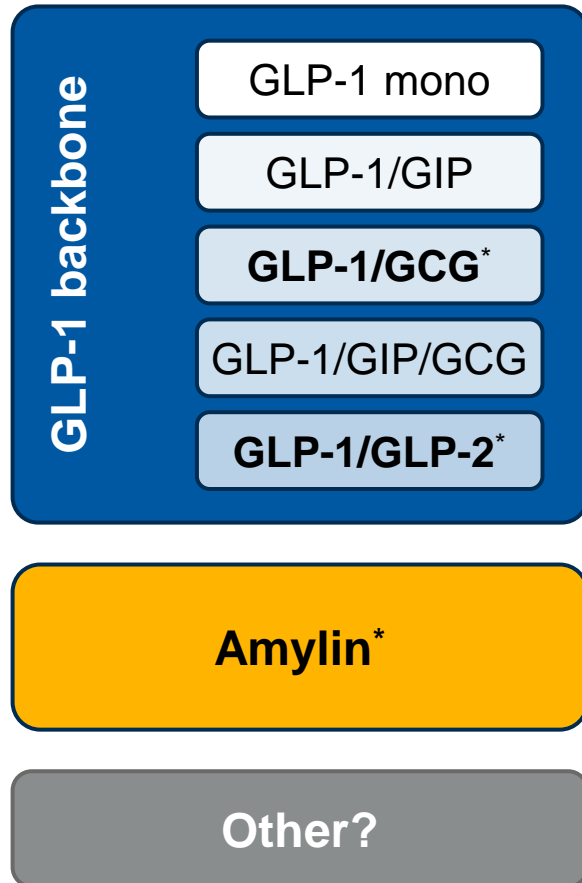 GLP-1 backbone
GLP-1 mono
GLP-1/GIP
GLP-1/GCG*
GLP-1/GIP/GCG
GLP-1/GLP-2*
Amylin*
Other?